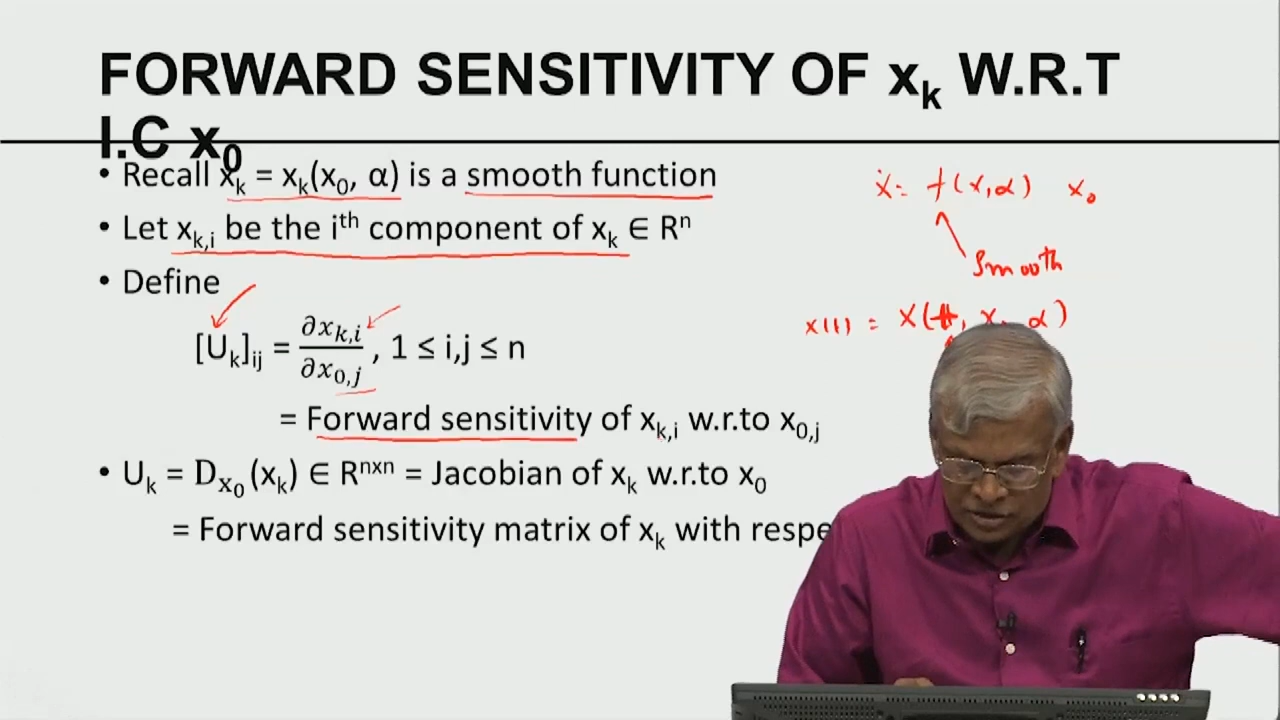 FORWARD SENSITIVITY OF xₖ W.R.T
I.C x₀
• Recall xₖ = xₖ(x₀, α) is a smooth function
ẋ = f(x,α) x₀
• Let xₖ,ᵢ be the iᵗʰ component of xₖ ∈ Rⁿ
smooth
• Define
x(t) = x(t, x₀, α)
[Uₖ]ᵢⱼ = ∂xₖ,ᵢ / ∂x₀,ⱼ , 1 ≤ i,j ≤ n
= Forward sensitivity of xₖ,ᵢ w.r.to x₀,ⱼ
• Uₖ = Dₓ₀(xₖ) ∈ Rⁿˣⁿ = Jacobian of xₖ w.r.to x₀
= Forward sensitivity matrix of xₖ with